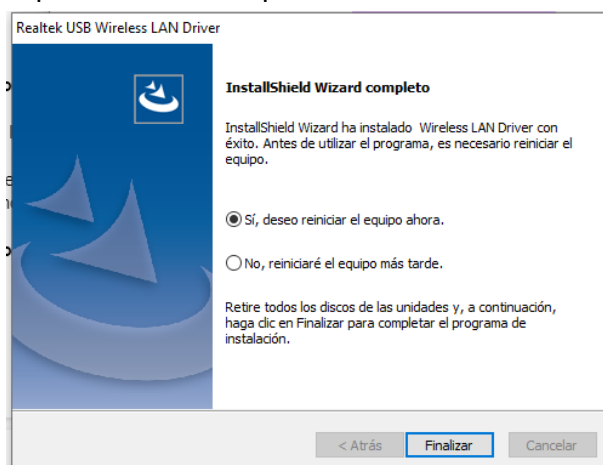 Realtek USB Wireless LAN Driver
InstallShield Wizard completo
InstallShield Wizard ha instalado Wireless LAN Driver con
éxito. Antes de utilizar el programa, es necesario reiniciar el
equipo.
Sí, deseo reiniciar el equipo ahora.
No, reiniciaré el equipo más tarde.
Retire todos los discos de las unidades y, a continuación,
haga clic en Finalizar para completar el programa de
instalación.
< Atrás Finalizar Cancelar